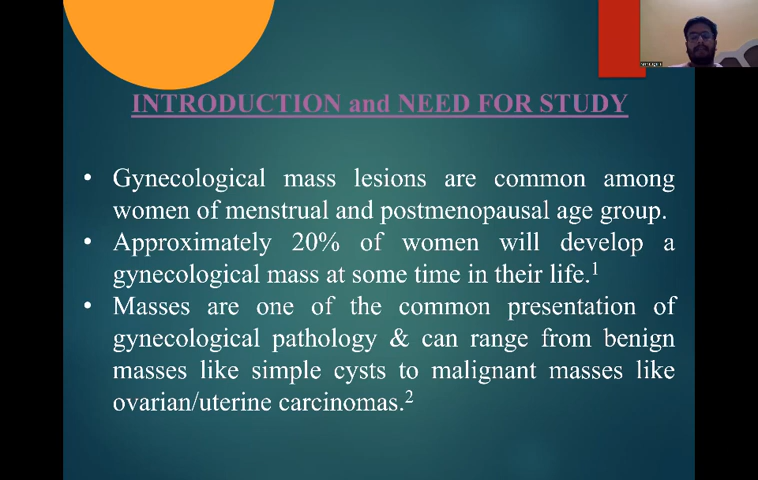 INTRODUCTION and NEED FOR STUDY
• Gynecological mass lesions are common among
women of menstrual and postmenopausal age group.
• Approximately 20% of women will develop a
gynecological mass at some time in their life.¹
• Masses are one of the common presentation of
gynecological pathology & can range from benign
masses like simple cysts to malignant masses like
ovarian/uterine carcinomas.²